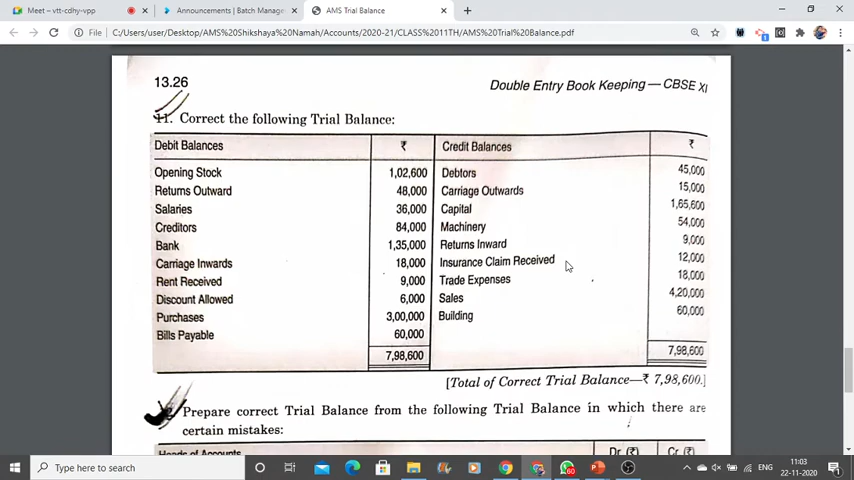 Meet – vtt-cdhy-vpp
Announcements | Batch Manage
AMS Trial Balance
File | C:/Users/user/Desktop/AMS%20Shikshaya%20Namah/Accounts/2020-21/CLASS%2011TH/AMS%20Trial%20Balance.pdf
13.26
Double Entry Book Keeping — CBSE XI
11. Correct the following Trial Balance:
Debit Balances ₹ Credit Balances ₹
Opening Stock 1,02,600 Debtors 45,000
Returns Outward 48,000 Carriage Outwards 15,000
Salaries 36,000 Capital 1,65,600
Creditors 84,000 Machinery 54,000
Bank 1,35,000 Returns Inward 9,000
Carriage Inwards 18,000 Insurance Claim Received 12,000
Rent Received 9,000 Trade Expenses 18,000
Discount Allowed 6,000 Sales 4,20,000
Purchases 3,00,000 Building 60,000
Bills Payable 60,000
7,98,600 7,98,600
[Total of Correct Trial Balance—₹ 7,98,600.]
Prepare correct Trial Balance from the following Trial Balance in which there are
certain mistakes:
Heads of Accounts Dr. (₹) Cr. (₹)
Type here to search
60
ENG
11:03
22-11-2020